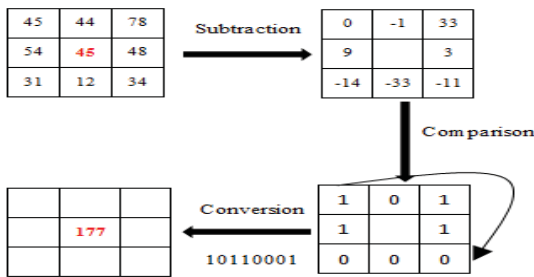 45 44 78
54 45 48
31 12 34
Subtraction
0 -1 33
9 3
-14 -33 -11
Comparison
1 0 1
1 1
0 0 0
Conversion
10110001
177